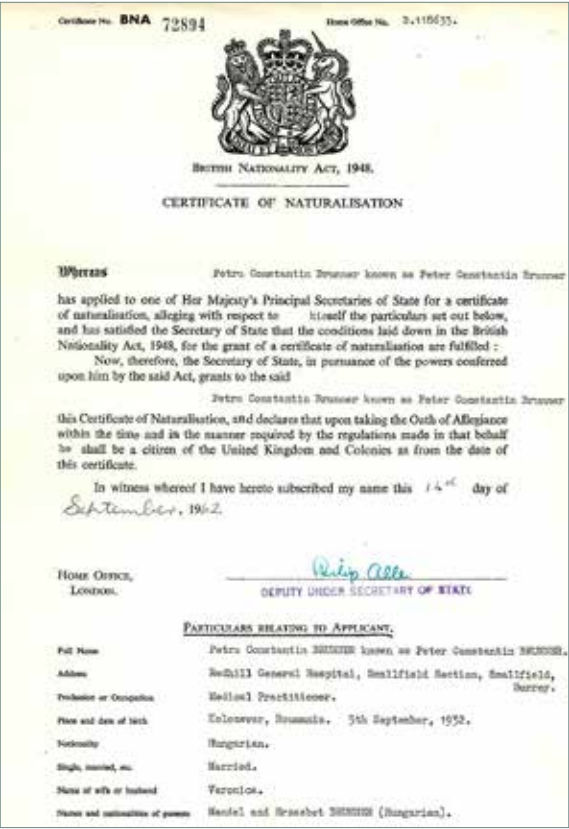 Certificate No. BNA 72894 Home Office No. B.118633.
BRITISH NATIONALITY ACT, 1948.
CERTIFICATE OF NATURALISATION
Whereas Petru Constantin Brunner known as Peter Constantin Brunner
has applied to one of Her Majesty's Principal Secretaries of State for a certificate
of naturalisation, alleging with respect to himself the particulars set out below,
and has satisfied the Secretary of State that the conditions laid down in the British
Nationality Act, 1948, for the grant of a certificate of naturalisation are fulfilled :
Now, therefore, the Secretary of State, in pursuance of the powers conferred
upon him by the said Act, grants to the said
Petru Constantin Brunner known as Peter Constantin Brunner
this Certificate of Naturalisation, and declares that upon taking the Oath of Allegiance
within the time and in the manner required by the regulations made in that behalf
he shall be a citizen of the United Kingdom and Colonies as from the date of
this certificate.
In witness whereof I have hereto subscribed my name this 14th day of
September, 1962.
Philip Alle
HOME OFFICE,
LONDON.
DEPUTY UNDER SECRETARY OF STATE
PARTICULARS RELATING TO APPLICANT.
Full Name Petru Constantin BRUNNER known as Peter Constantin BRUNNER.
Address Redhill General Hospital, Smallfield Section, Smallfield,
Surrey.
Profession or Occupation Medical Practitioner.
Place and date of birth Roumania. 5th September, 1932.
Nationality Hungarian.
Single, married, etc. Married.
Name of wife or husband Veronica.
Names and nationalities of parents Mendel and BRUNNER (Hungarian).